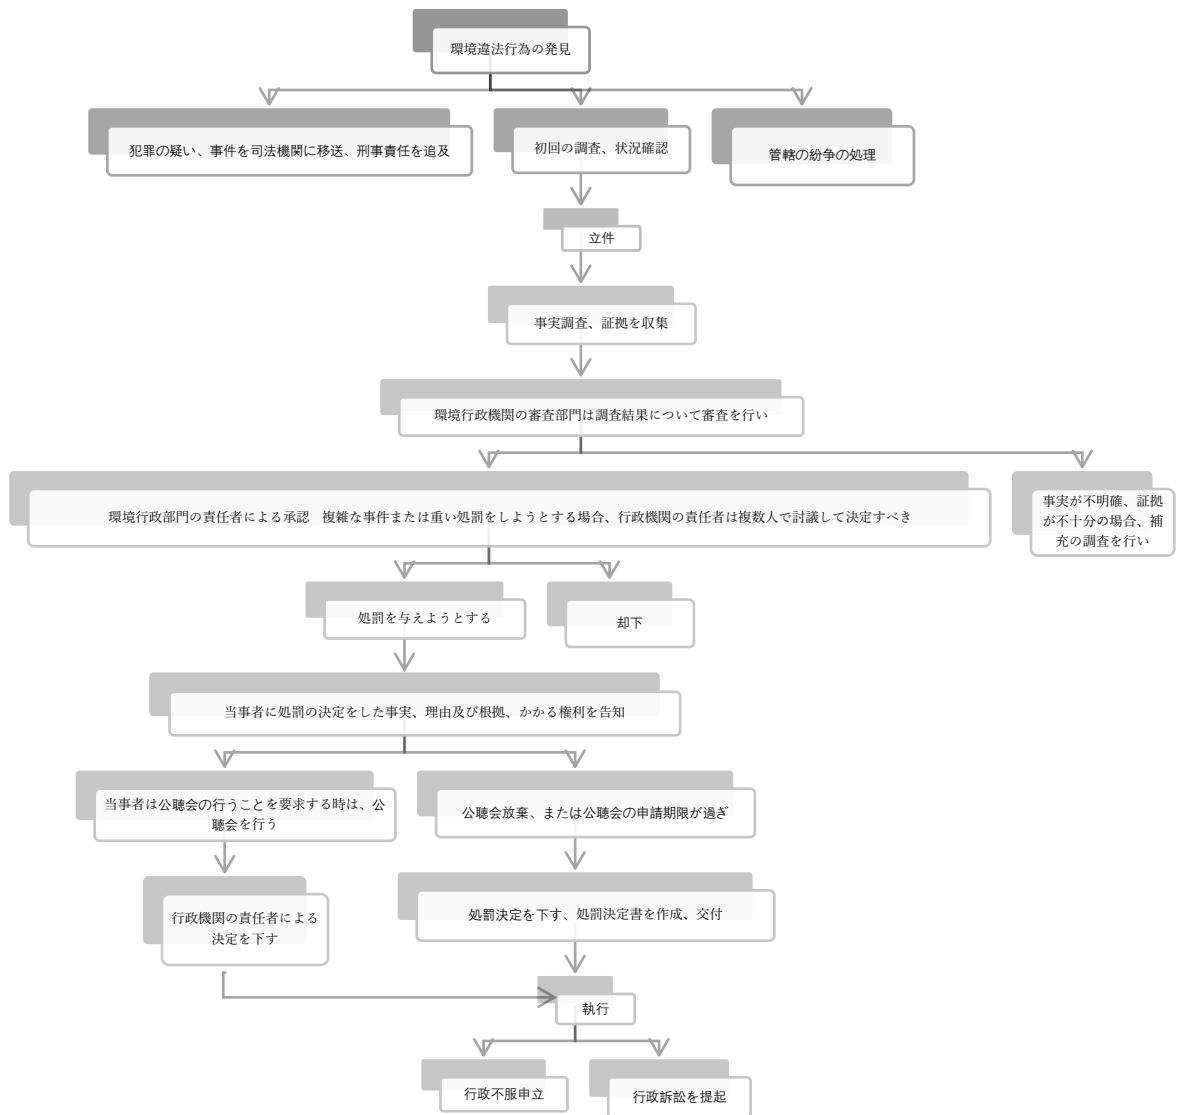 環境違法行為の発見
犯罪の疑い、事件を司法機関に移送、刑事責任を追及
初回の調査、状況確認
管轄の紛争の処理
立件
事実調査、証拠を収集
環境行政機関の審査部門は調査結果について審査を行い
環境行政部門の責任者による承認　複雑な事件または重い処罰をしようとする場合、行政機関の責任者は複数人で討議して決定すべき
事実が不明確、証拠
が不十分の場合、補
充の調査を行い
処罰を与えようとする
却下
当事者に処罰の決定をした事実、理由及び根拠、かかる権利を告知
当事者は公聴会の行うことを要求する時は、公
聴会を行う
公聴会放棄、または公聴会の申請期限が過ぎ
行政機関の責任者による
決定を下す
処罰決定を下す、処罰決定書を作成、交付
執行
行政不服申立
行政訴訟を提起